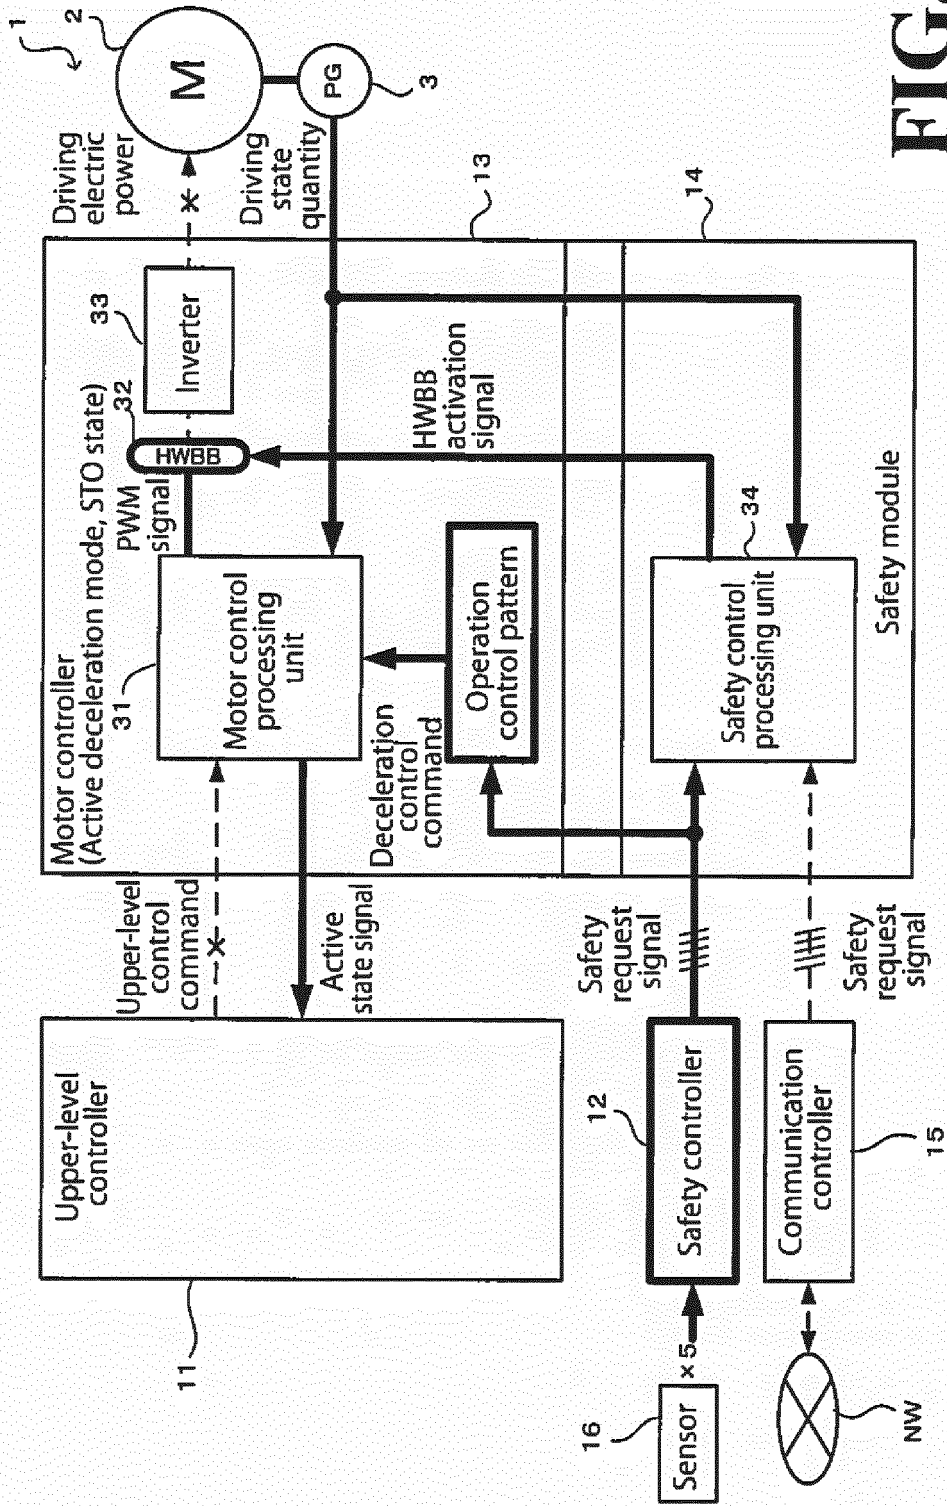 Motor controller
(Active deceleration mode, STO state)
1
2
M
PG
3
Driving
electric
power
Driving
state
quantity
13
14
33
Inverter
32
HWBB
PWM
signal
31
Motor control
processing
unit
HWBB
activation
signal
Operation
control pattern
Deceleration
control
command
34
Safety control
processing unit
Safety module
Upper-level
control
command
Active
state signal
Upper-level
controller
11
Safety
request
signal
Safety
request
signal
12
Safety controller
Communication
controller
15
16
Sensor
×5
NW
FIG